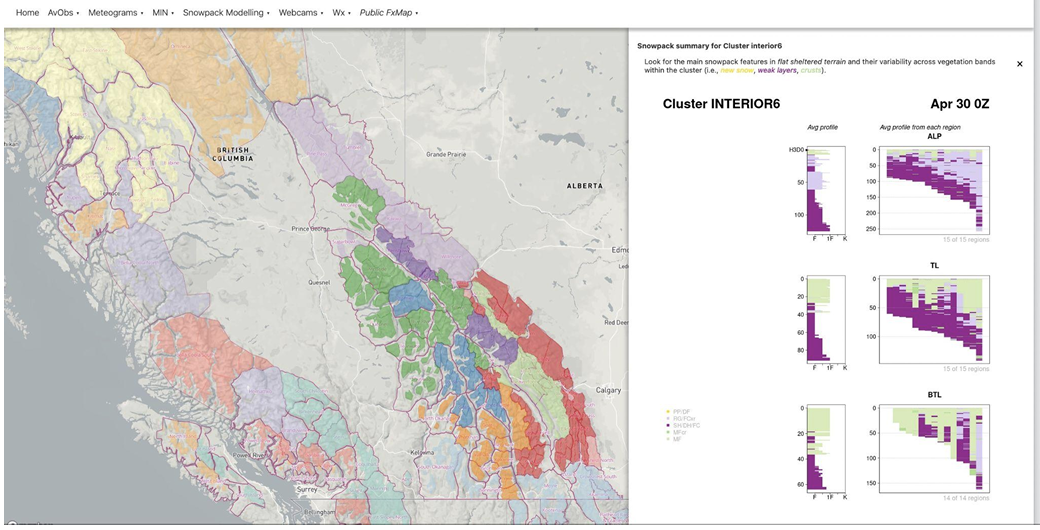 Home AvObs Meteograms MIN Snowpack Modelling Webcams Wx Public FxMap
Snowpack summary for Cluster interior6
Look for the main snowpack features in flat sheltered terrain and their variability across vegetation bands
within the cluster (i.e., new snow, weak layers, crusts).
Cluster INTERIOR6 Apr 30 0Z
Avg profile
Avg profile from each region
ALP
H3D0
50
100
F 1F K
0
50
100
150
200
250
15 of 15 regions
TL
0
20
40
60
80
F 1F K
0
50
100
15 of 15 regions
BTL
0
20
40
60
F 1F K
0
50
100
150
14 of 14 regions
PP/DF
RG/FCxr
SH/DH/FC
MFcr
MF
BRITISH
COLUMBIA
Grande Prairie
ALBERTA
Prince George
Quesnel
Red Deer
Calgary
Kelowna
Powell River
Surrey
Bellingham